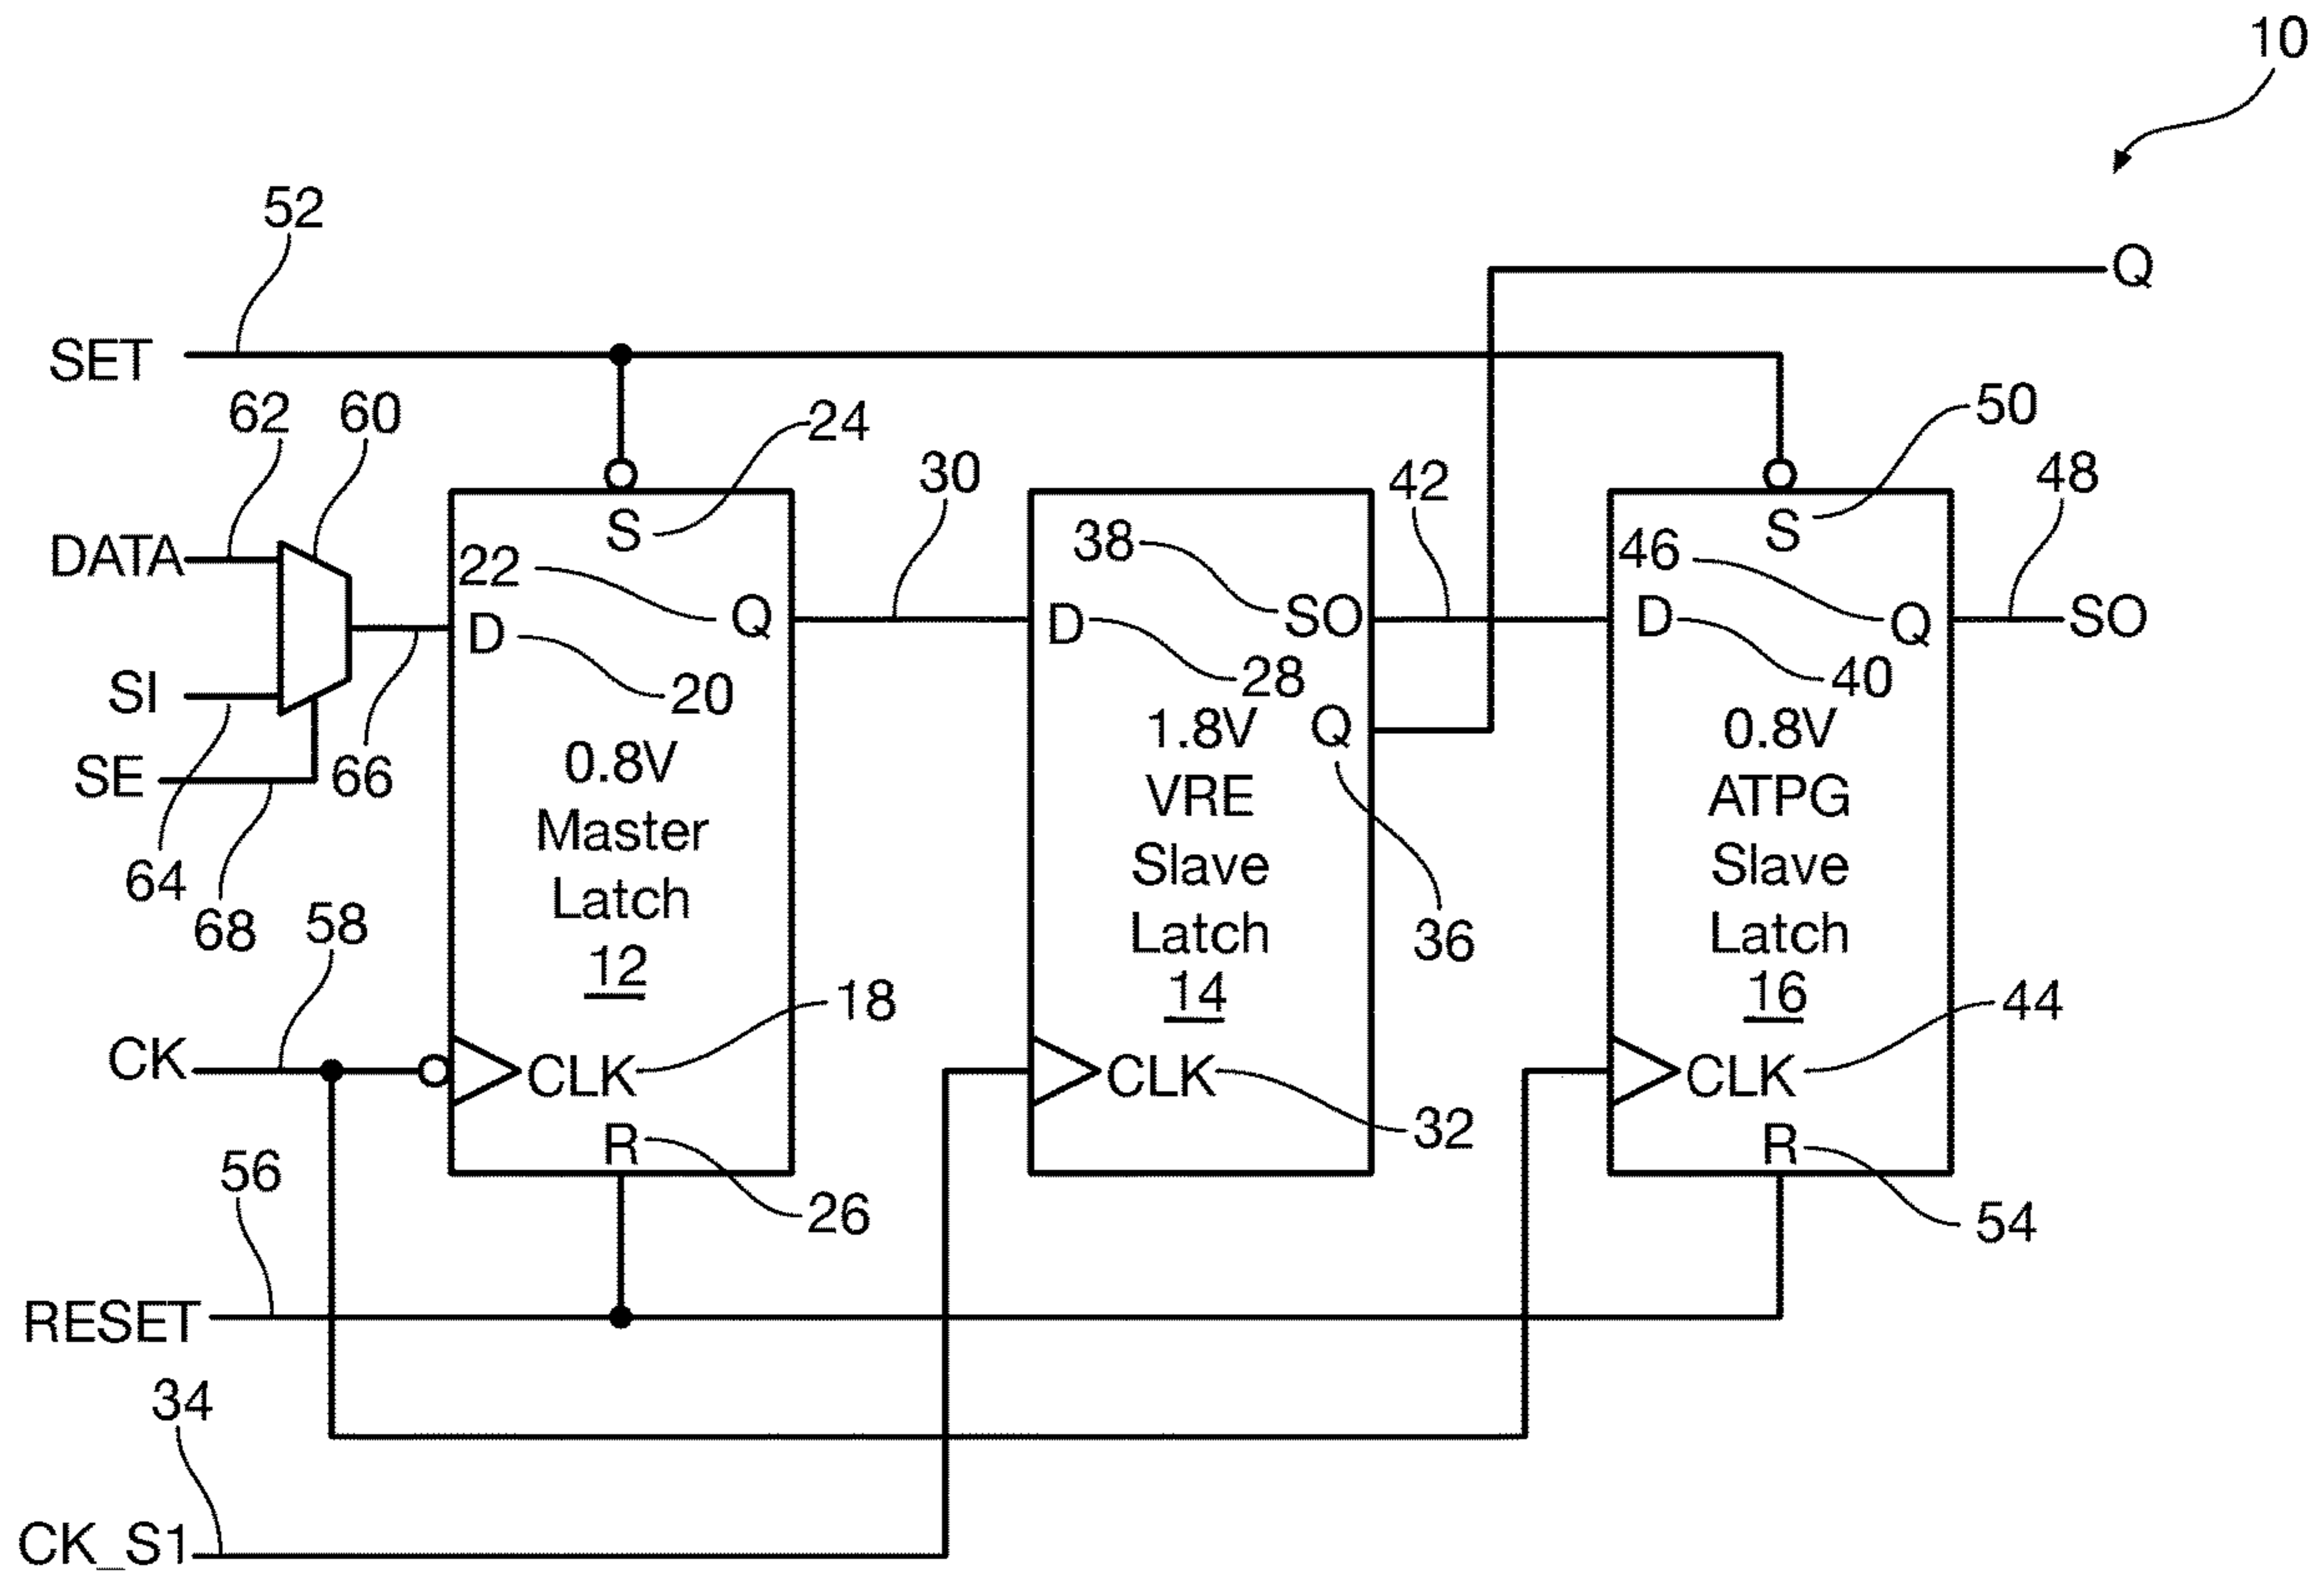 10
Q
52
SET
62
60
24
50
DATA
30
42
48
S
S
38
46
22
D
Q
D
SO
D
Q
SO
20
28
40
SI
SE
66
0.8V
Master
Latch
12
1.8V
VRE
Slave
Latch
14
Q
36
0.8V
ATPG
Slave
Latch
16
64
68
58
18
44
CK
CLK
CLK
CLK
32
R
R
56
26
54
RESET
34
CK_S1